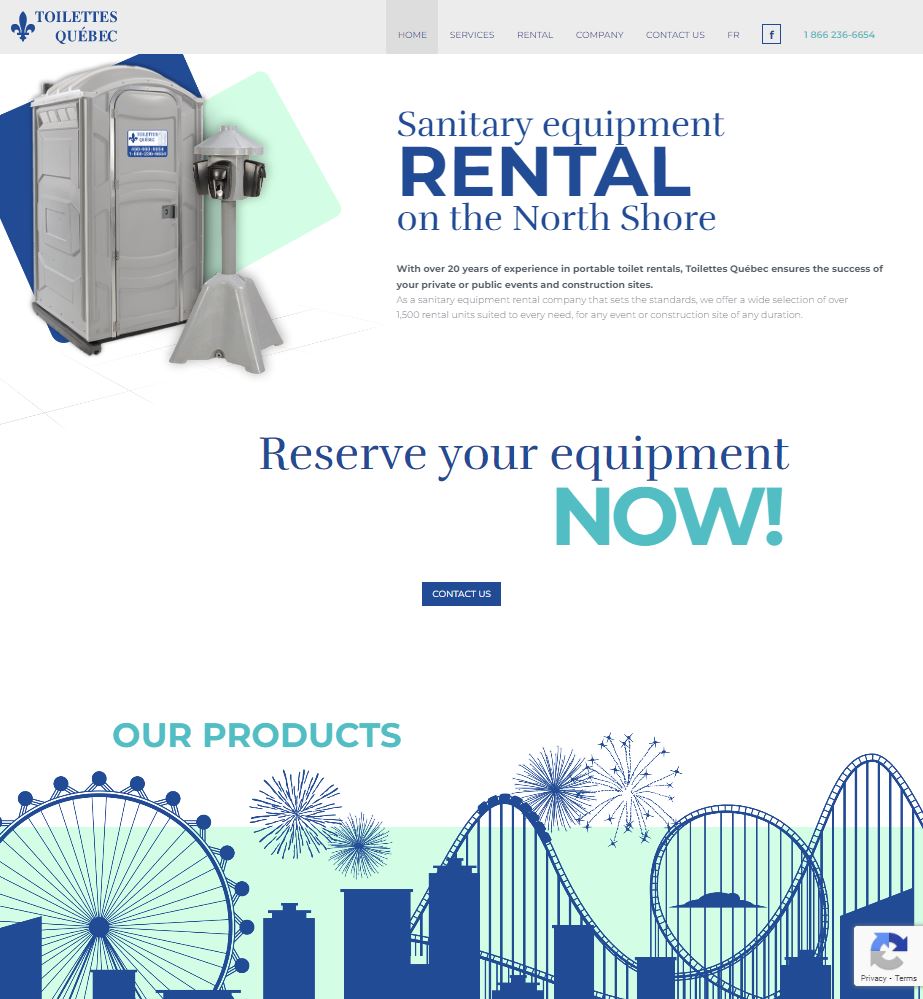 TOILETTES
QUÉBEC
HOME
SERVICES
RENTAL
COMPANY
CONTACT US
FR
f
1 866 236-6654
TOILETTES
QUÉBEC
1-866-236-6654
Sanitary equipment
RENTAL
on the North Shore
With over 20 years of experience in portable toilet rentals, Toilettes Québec ensures the success of
your private or public events and construction sites.
As a sanitary equipment rental company that sets the standards, we offer a wide selection of over
1,500 rental units suited to every need, for any event or construction site of any duration.
Reserve your equipment
NOW!
CONTACT US
OUR PRODUCTS
Privacy - Terms